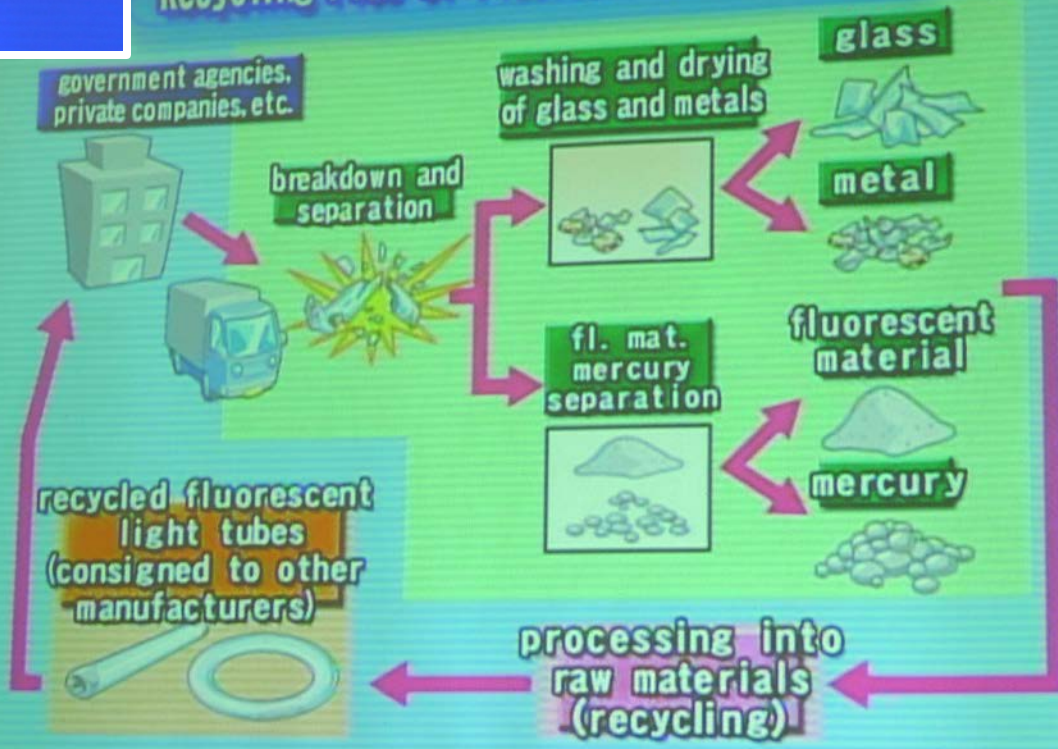 Recycling
government agencies,
private companies, etc.
breakdown and
separation
washing and drying
of glass and metals
glass
metal
fl. mat.
mercury
separation
fluorescent
material
mercury
recycled fluorescent
light tubes
(consigned to other
manufacturers)
processing into
raw materials
(recycling)